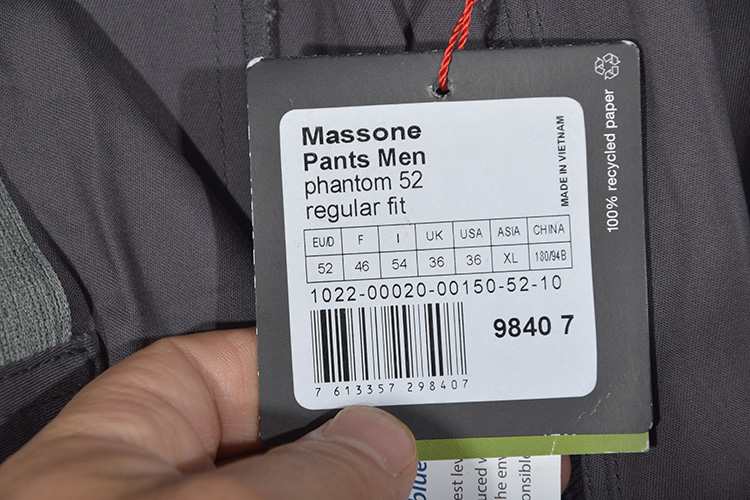 Massone
Pants Men
phantom 52
regular fit
MADE IN VIETNAM
100% recycled paper
EU/D F I UK USA ASIA CHINA
52 46 54 36 36 XL 180/94B
1022-00020-00150-52-10
9840 7
7 613357 298407
blue